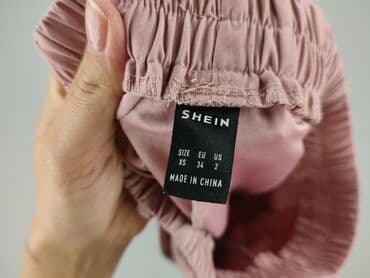 SHEIN
SIZE EU US
XS 34 2
MADE IN CHINA